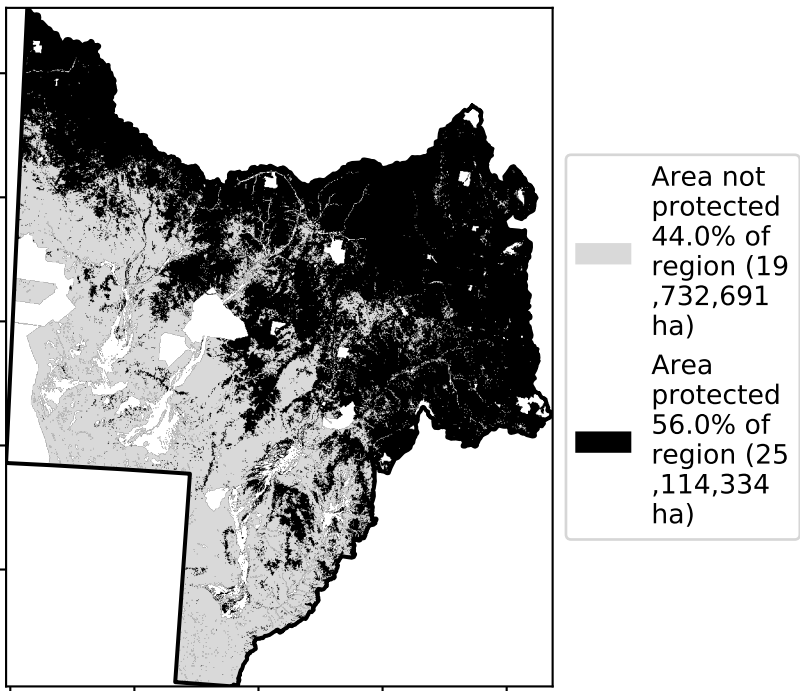 Area not
protected
44.0% of
region (19
,732,691
ha)
Area
protected
56.0% of
region (25
,114,334
ha)